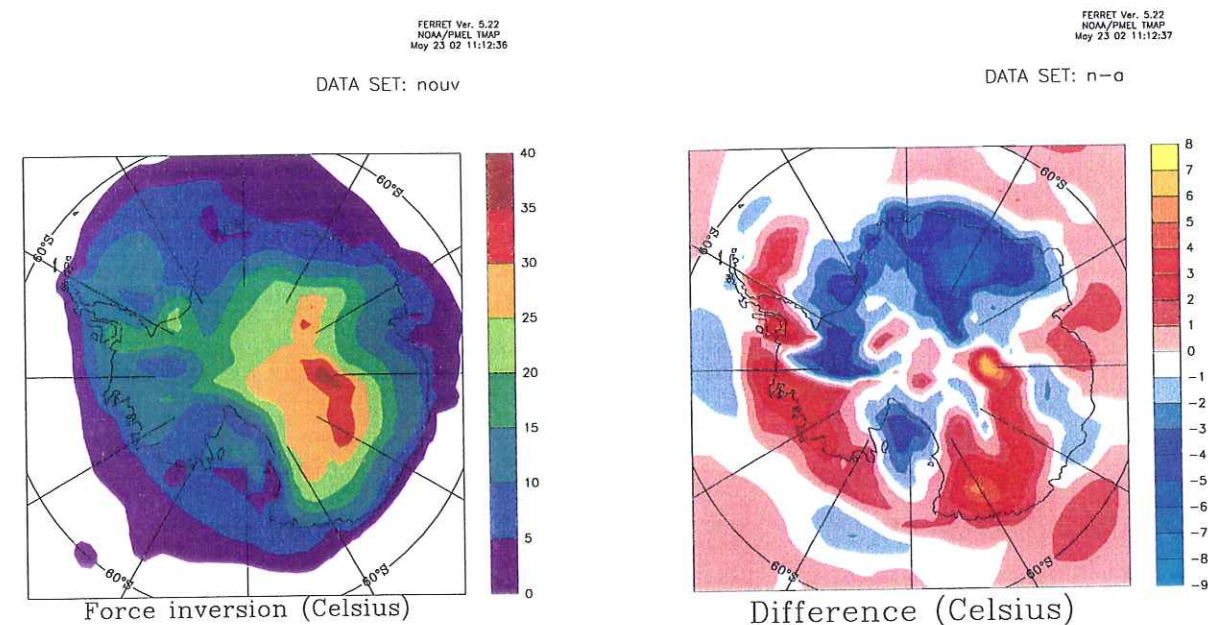 FERRET Ver. 5.22
NOAA/PMEL TMAP
May 23 02 11:12:36
DATA SET: nouv
60°S
60°S
60°S
60°S
40
35
30
25
20
15
10
5
0
Force inversion (Celsius)
FERRET Ver. 5.22
NOAA/PMEL TMAP
May 23 02 11:12:37
DATA SET: n-a
60°S
60°S
60°S
60°S
8
7
6
5
4
3
2
1
0
-1
-2
-3
-4
-5
-6
-7
-8
-9
Difference (Celsius)